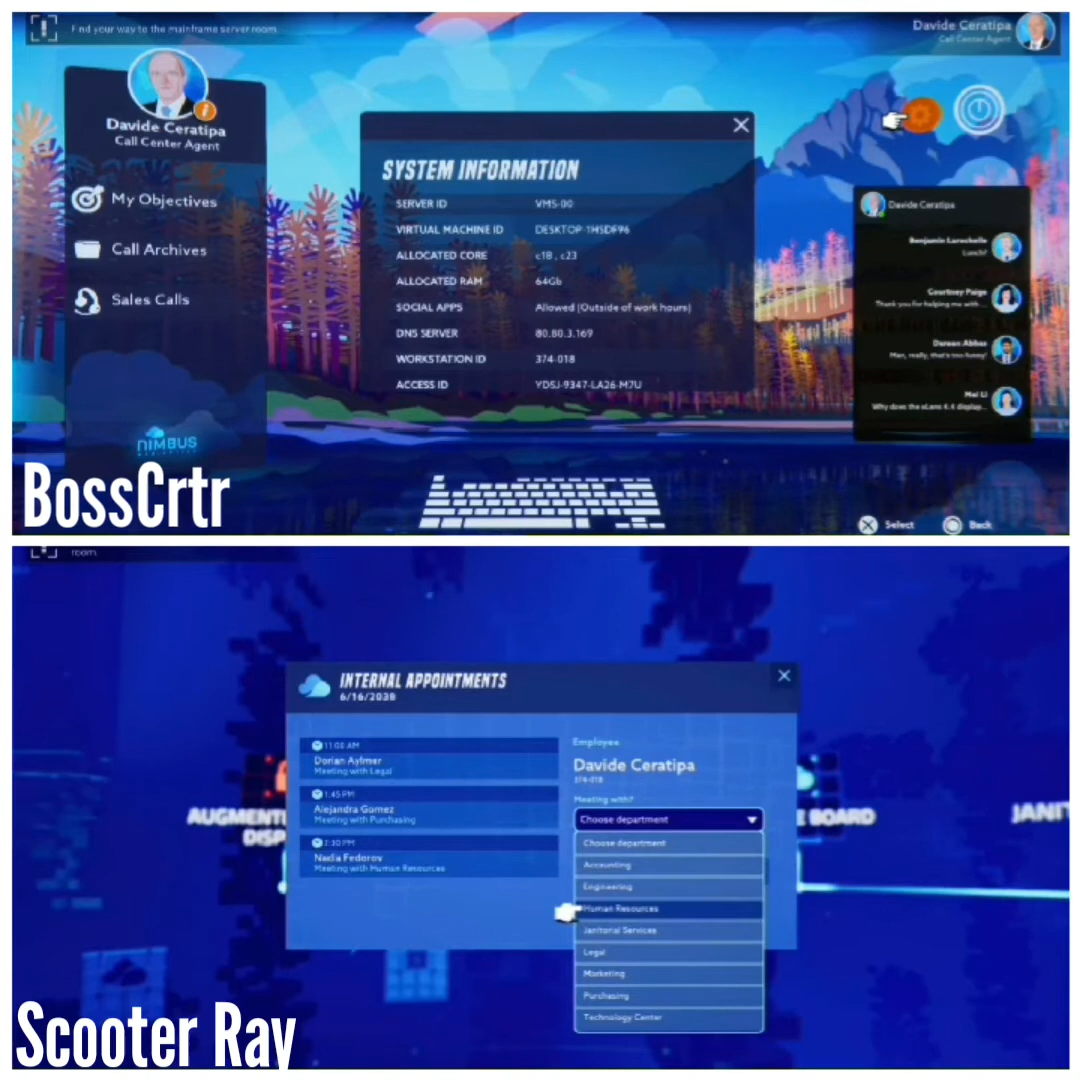 Find your way to the mainframe server room.
Davide Ceratipa
Call Center Agent
Davide Ceratipa
Call Center Agent
My Objectives
Call Archives
Sales Calls
NIMBUS
SYSTEM INFORMATION
SERVER ID VMS-00
VIRTUAL MACHINE ID DESKTOP-1H5DF96
ALLOCATED CORE c18, c23
ALLOCATED RAM 64Gb
SOCIAL APPS Allowed (Outside of work hours)
DNS SERVER 80.80.3.169
WORKSTATION ID 374-018
ACCESS ID YDSJ-9347-LA26-M7U
Davide Ceratipa
Benjamin Larochelle
Lunch?
Courtney Paige
Thank you for helping me with...
Dareen Abbas
Man, really, that's too funny!
Mei Li
Why does the eLens 4.4 display...
Select Back
BossCrtr
room.
INTERNAL APPOINTMENTS
6/16/2038
11:00 AM
Dorian Aylmer
Meeting with Legal
1:45 PM
Alejandra Gomez
Meeting with Purchasing
2:30 PM
Nadia Fedorov
Meeting with Human Resources
Employee
Davide Ceratipa
374-018
Meeting with?
Choose department
Choose department
Accounting
Engineering
Human Resources
Janitorial Services
Legal
Marketing
Purchasing
Technology Center
AUGMENT
DISP
E BOARD
JANIT
Scooter Ray